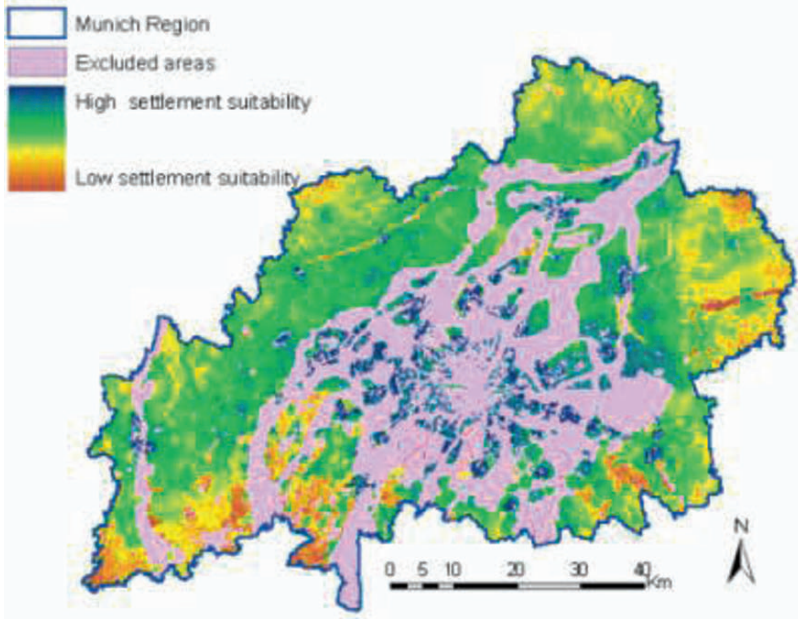 Munich Region
Excluded areas
High settlement suitability
Low settlement suitability
N
0 5 10 20 30 40
Km